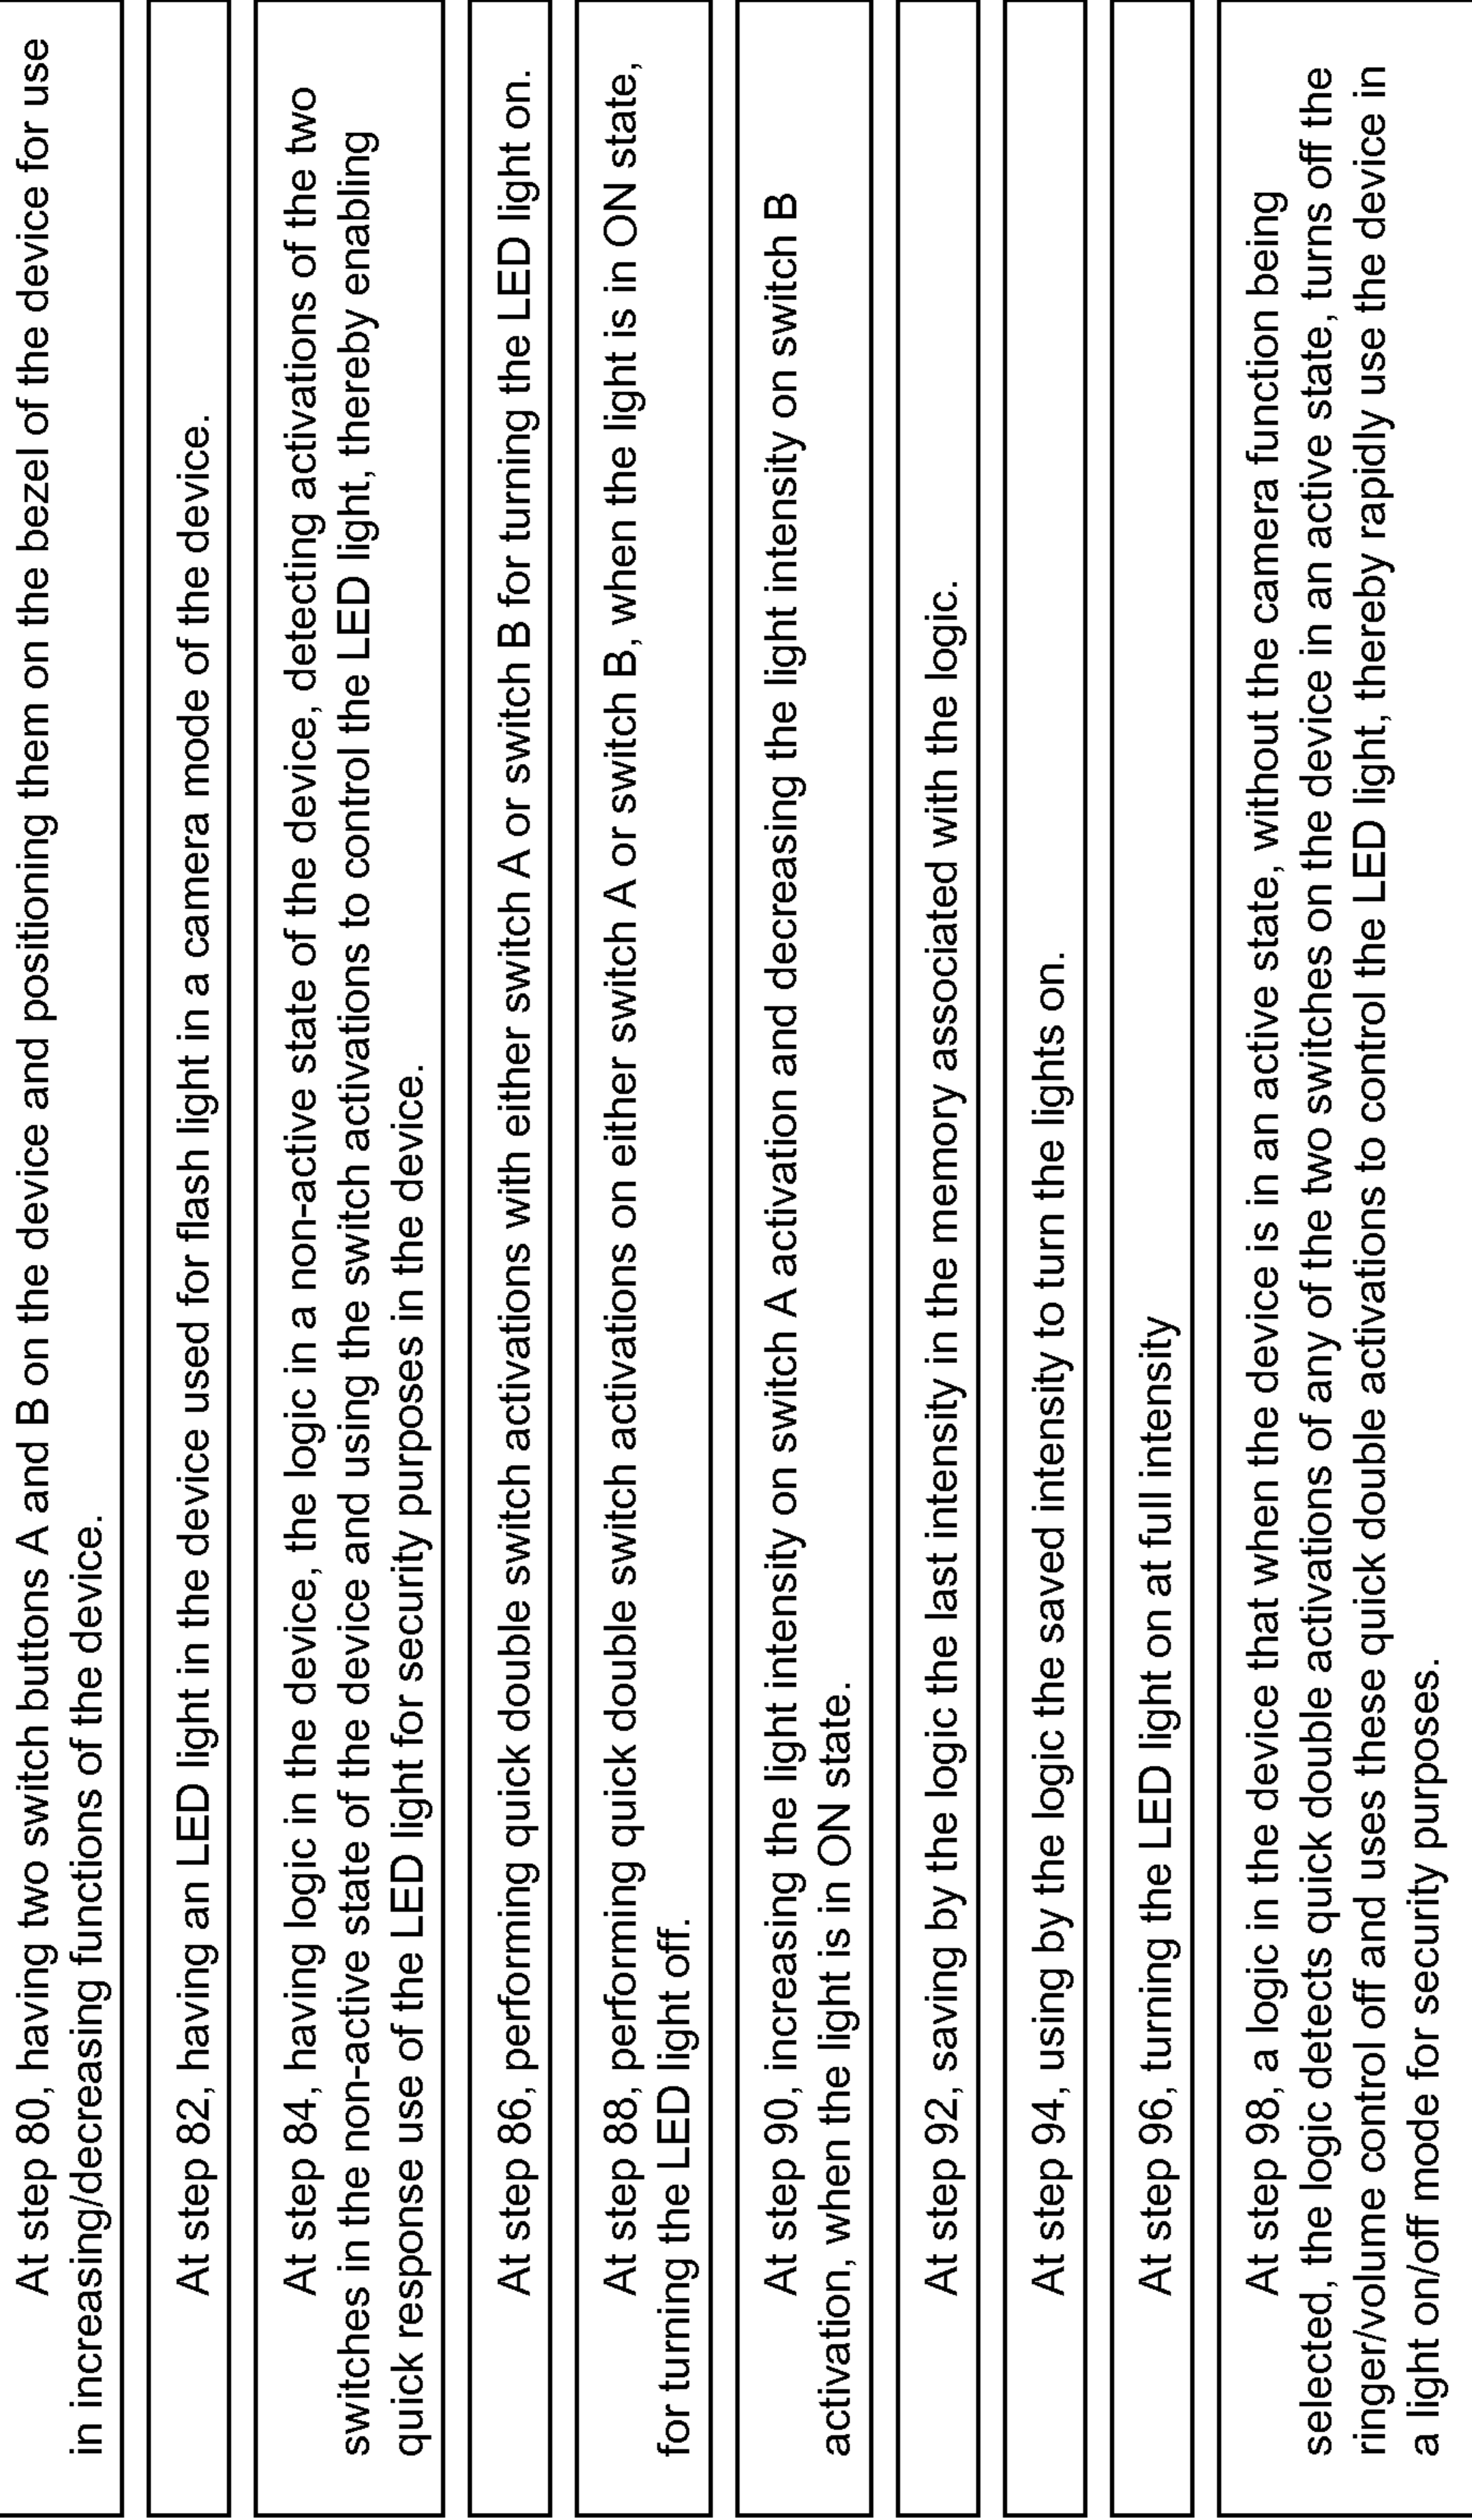 At step 80, having two switch buttons A and B on the device and positioning them on the bezel of the device for use
in increasing/decreasing functions of the device.
At step 82, having an LED light in the device used for flash light in a camera mode of the device.
At step 84, having logic in the device, the logic in a non-active state of the device, detecting activations of the two
switches in the non-active state of the device and using the switch activations to control the LED light, thereby enabling
quick response use of the LED light for security purposes in the device.
At step 86, performing quick double switch activations with either switch A or switch B for turning the LED light on.
At step 88, performing quick double switch activations on either switch A or switch B, when the light is in ON state,
for turning the LED light off.
At step 90, increasing the light intensity on switch A activation and decreasing the light intensity on switch B
activation, when the light is in ON state.
At step 92, saving by the logic the last intensity in the memory associated with the logic.
At step 94, using by the logic the saved intensity to turn the lights on.
At step 96, turning the LED light on at full intensity
At step 98, a logic in the device that when the device is in an active state, without the camera function being
selected, the logic detects quick double activations of any of the two switches on the device in an active state, turns off the
ringer/volume control off and uses these quick double activations to control the LED light, thereby rapidly use the device in
a light on/off mode for security purposes.